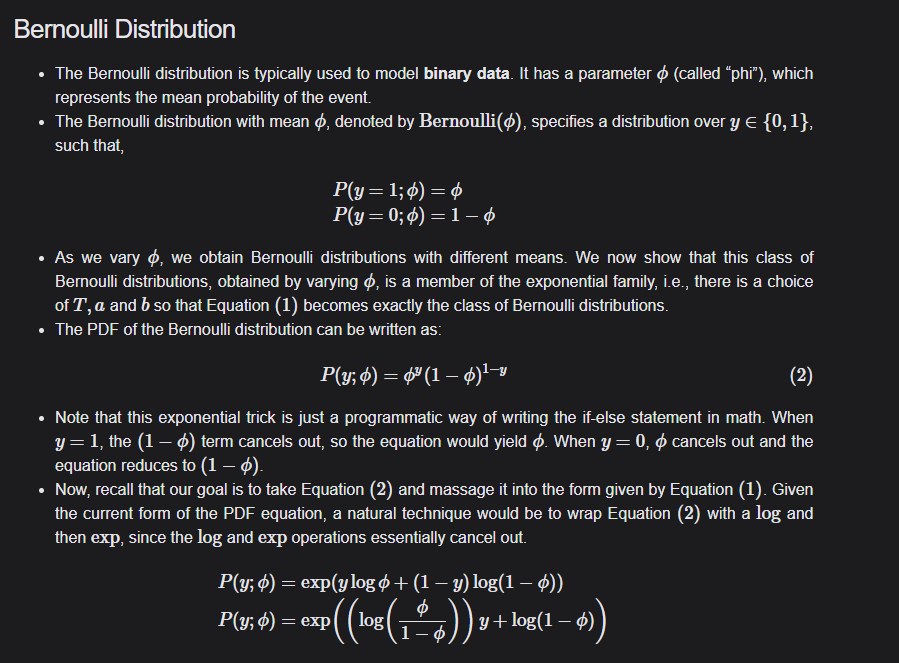 Bernoulli Distribution
• The Bernoulli distribution is typically used to model binary data. It has a parameter ϕ (called “phi”), which
represents the mean probability of the event.
• The Bernoulli distribution with mean ϕ, denoted by Bernoulli(ϕ), specifies a distribution over y ∈ {0, 1},
such that,
P(y = 1; ϕ) = ϕ
P(y = 0; ϕ) = 1 − ϕ
• As we vary ϕ, we obtain Bernoulli distributions with different means. We now show that this class of
Bernoulli distributions, obtained by varying ϕ, is a member of the exponential family, i.e., there is a choice
of T, a and b so that Equation (1) becomes exactly the class of Bernoulli distributions.
• The PDF of the Bernoulli distribution can be written as:
P(y; ϕ) = ϕ^y(1 − ϕ)^{1−y} (2)
• Note that this exponential trick is just a programmatic way of writing the if-else statement in math. When
y = 1, the (1 − ϕ) term cancels out, so the equation would yield ϕ. When y = 0, ϕ cancels out and the
equation reduces to (1 − ϕ).
• Now, recall that our goal is to take Equation (2) and massage it into the form given by Equation (1). Given
the current form of the PDF equation, a natural technique would be to wrap Equation (2) with a log and
then exp, since the log and exp operations essentially cancel out.
P(y; ϕ) = exp(y log ϕ + (1 − y) log(1 − ϕ))
P(y; ϕ) = exp((log(ϕ/(1 − ϕ))) y + log(1 − ϕ))